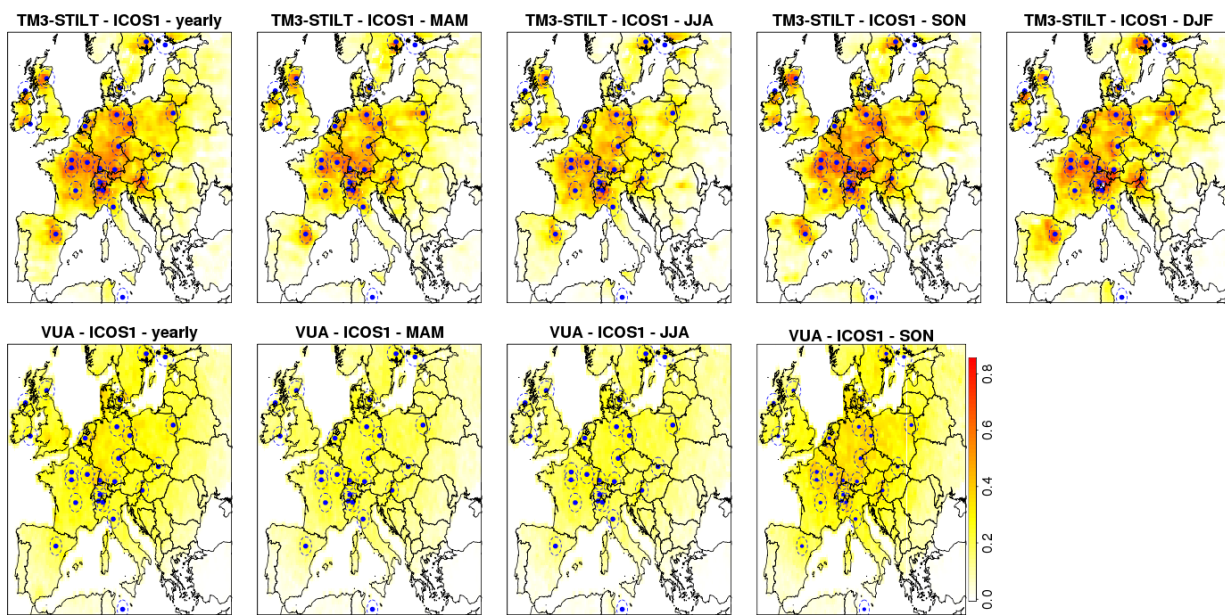 TM3-STILT - ICOS1 - yearly
TM3-STILT - ICOS1 - MAM
TM3-STILT - ICOS1 - JJA
TM3-STILT - ICOS1 - SON
TM3-STILT - ICOS1 - DJF
VUA - ICOS1 - yearly
VUA - ICOS1 - MAM
VUA - ICOS1 - JJA
VUA - ICOS1 - SON
0.8
0.6
0.4
0.2
0.0